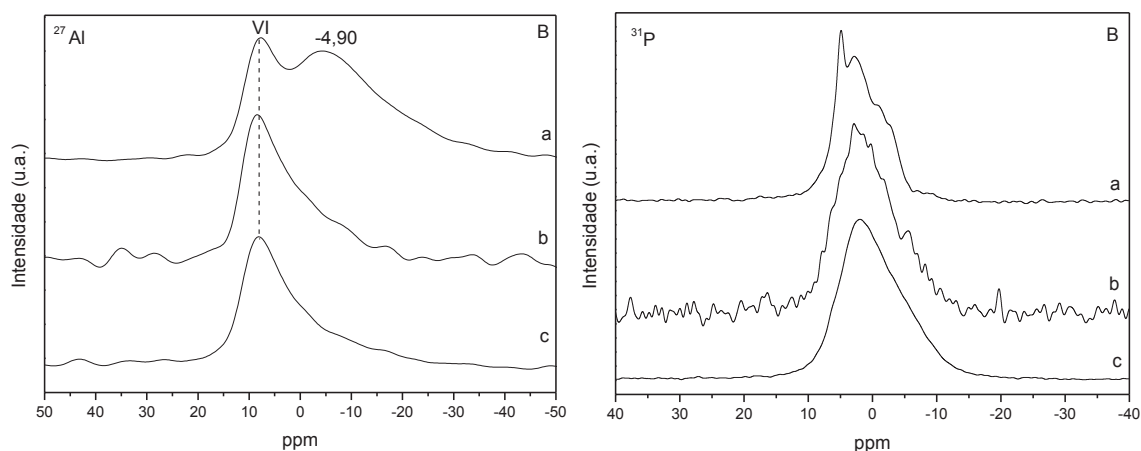 ²⁷Al
VI
-4,90
B
a
b
c
Intensidade (u.a.)
50 40 30 20 10 0 -10 -20 -30 -40 -50
ppm
³¹P
B
a
b
c
Intensidade (u.a.)
40 30 20 10 0 -10 -20 -30 -40
ppm